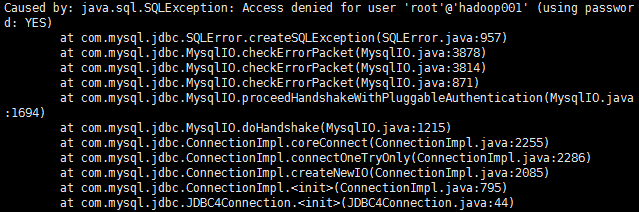 Caused by: java.sql.SQLException: Access denied for user 'root'@'hadoop001' (using passwor
d: YES)
at com.mysql.jdbc.SQLError.createSQLException(SQLError.java:957)
at com.mysql.jdbc.MysqlIO.checkErrorPacket(MysqlIO.java:3878)
at com.mysql.jdbc.MysqlIO.checkErrorPacket(MysqlIO.java:3814)
at com.mysql.jdbc.MysqlIO.checkErrorPacket(MysqlIO.java:871)
at com.mysql.jdbc.MysqlIO.proceedHandshakeWithPluggableAuthentication(MysqlIO.java
:1694)
at com.mysql.jdbc.MysqlIO.doHandshake(MysqlIO.java:1215)
at com.mysql.jdbc.ConnectionImpl.coreConnect(ConnectionImpl.java:2255)
at com.mysql.jdbc.ConnectionImpl.connectOneTryOnly(ConnectionImpl.java:2286)
at com.mysql.jdbc.ConnectionImpl.createNewIO(ConnectionImpl.java:2085)
at com.mysql.jdbc.ConnectionImpl.<init>(ConnectionImpl.java:795)
at com.mysql.jdbc.JDBC4Connection.<init>(JDBC4Connection.java:44)